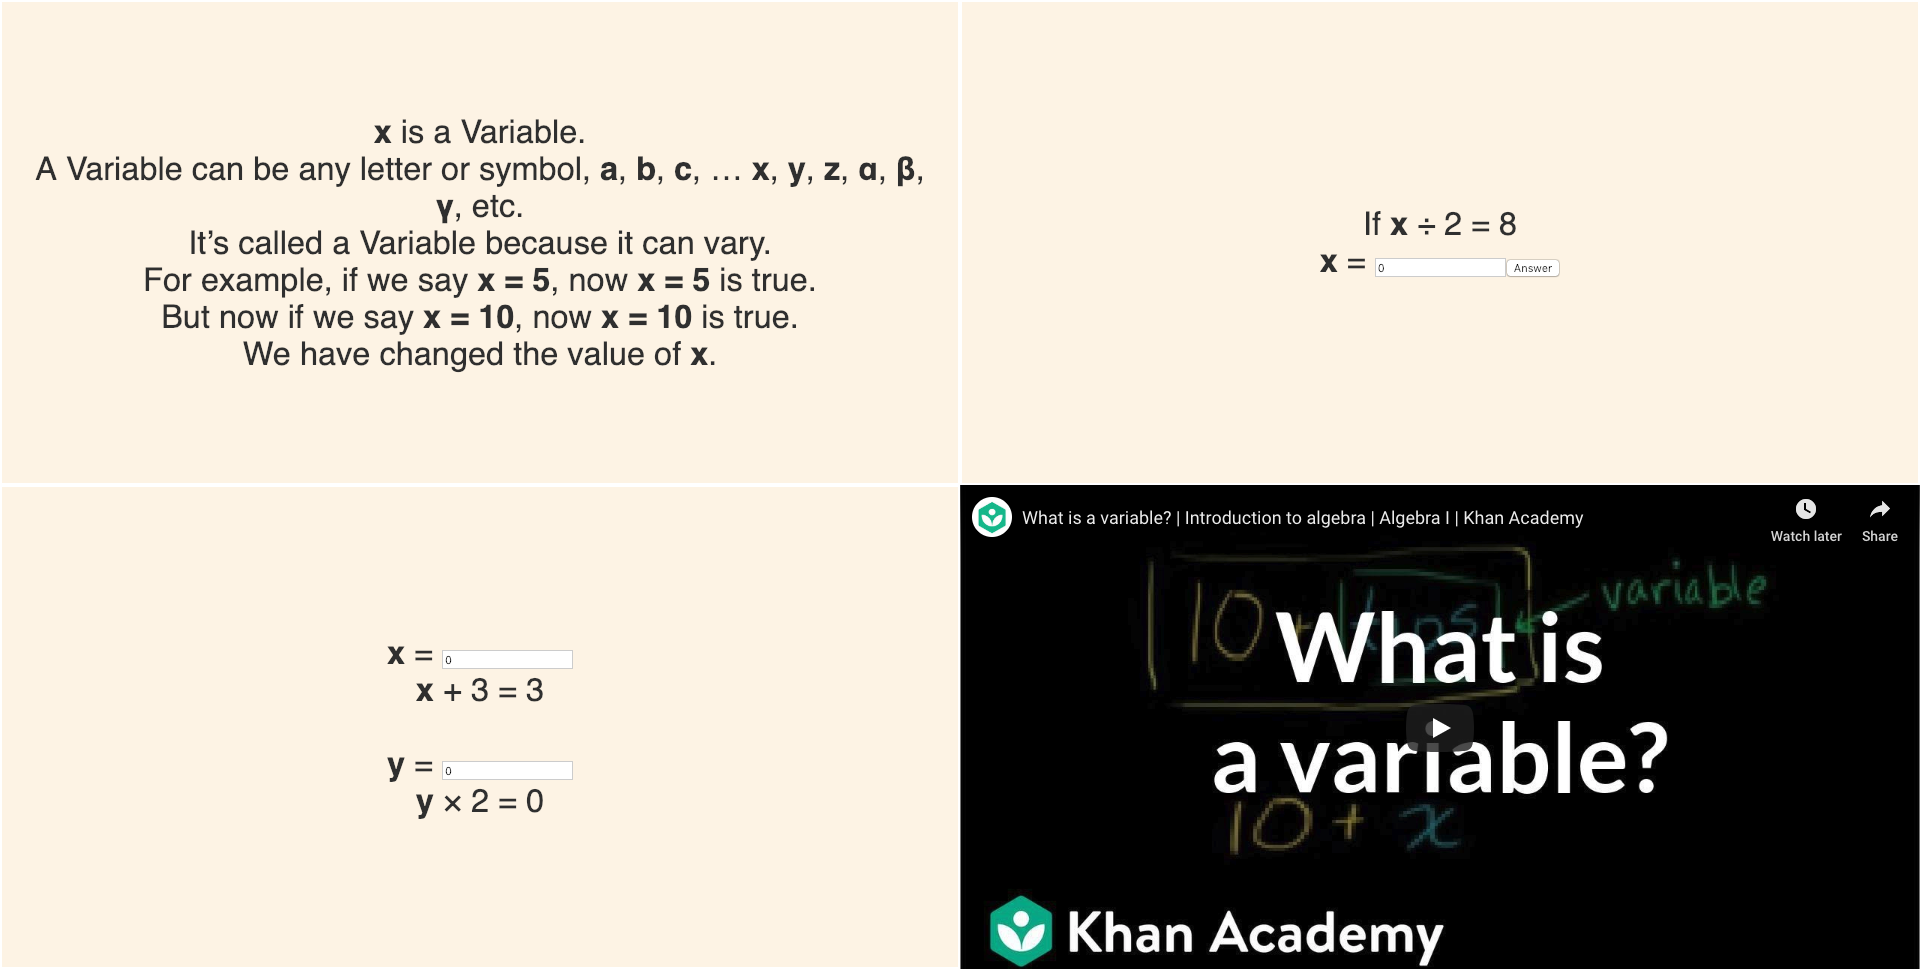 x is a Variable.
A Variable can be any letter or symbol, a, b, c, … x, y, z, α, β,
γ, etc.
It’s called a Variable because it can vary.
For example, if we say x = 5, now x = 5 is true.
But now if we say x = 10, now x = 10 is true.
We have changed the value of x.
If x ÷ 2 = 8
x = 0 Answer
x = 0
x + 3 = 3
y = 0
y × 2 = 0
What is a variable? | Introduction to algebra | Algebra I | Khan Academy
Watch later Share
variable
10 +
What is
a variable?
10 + x
Khan Academy